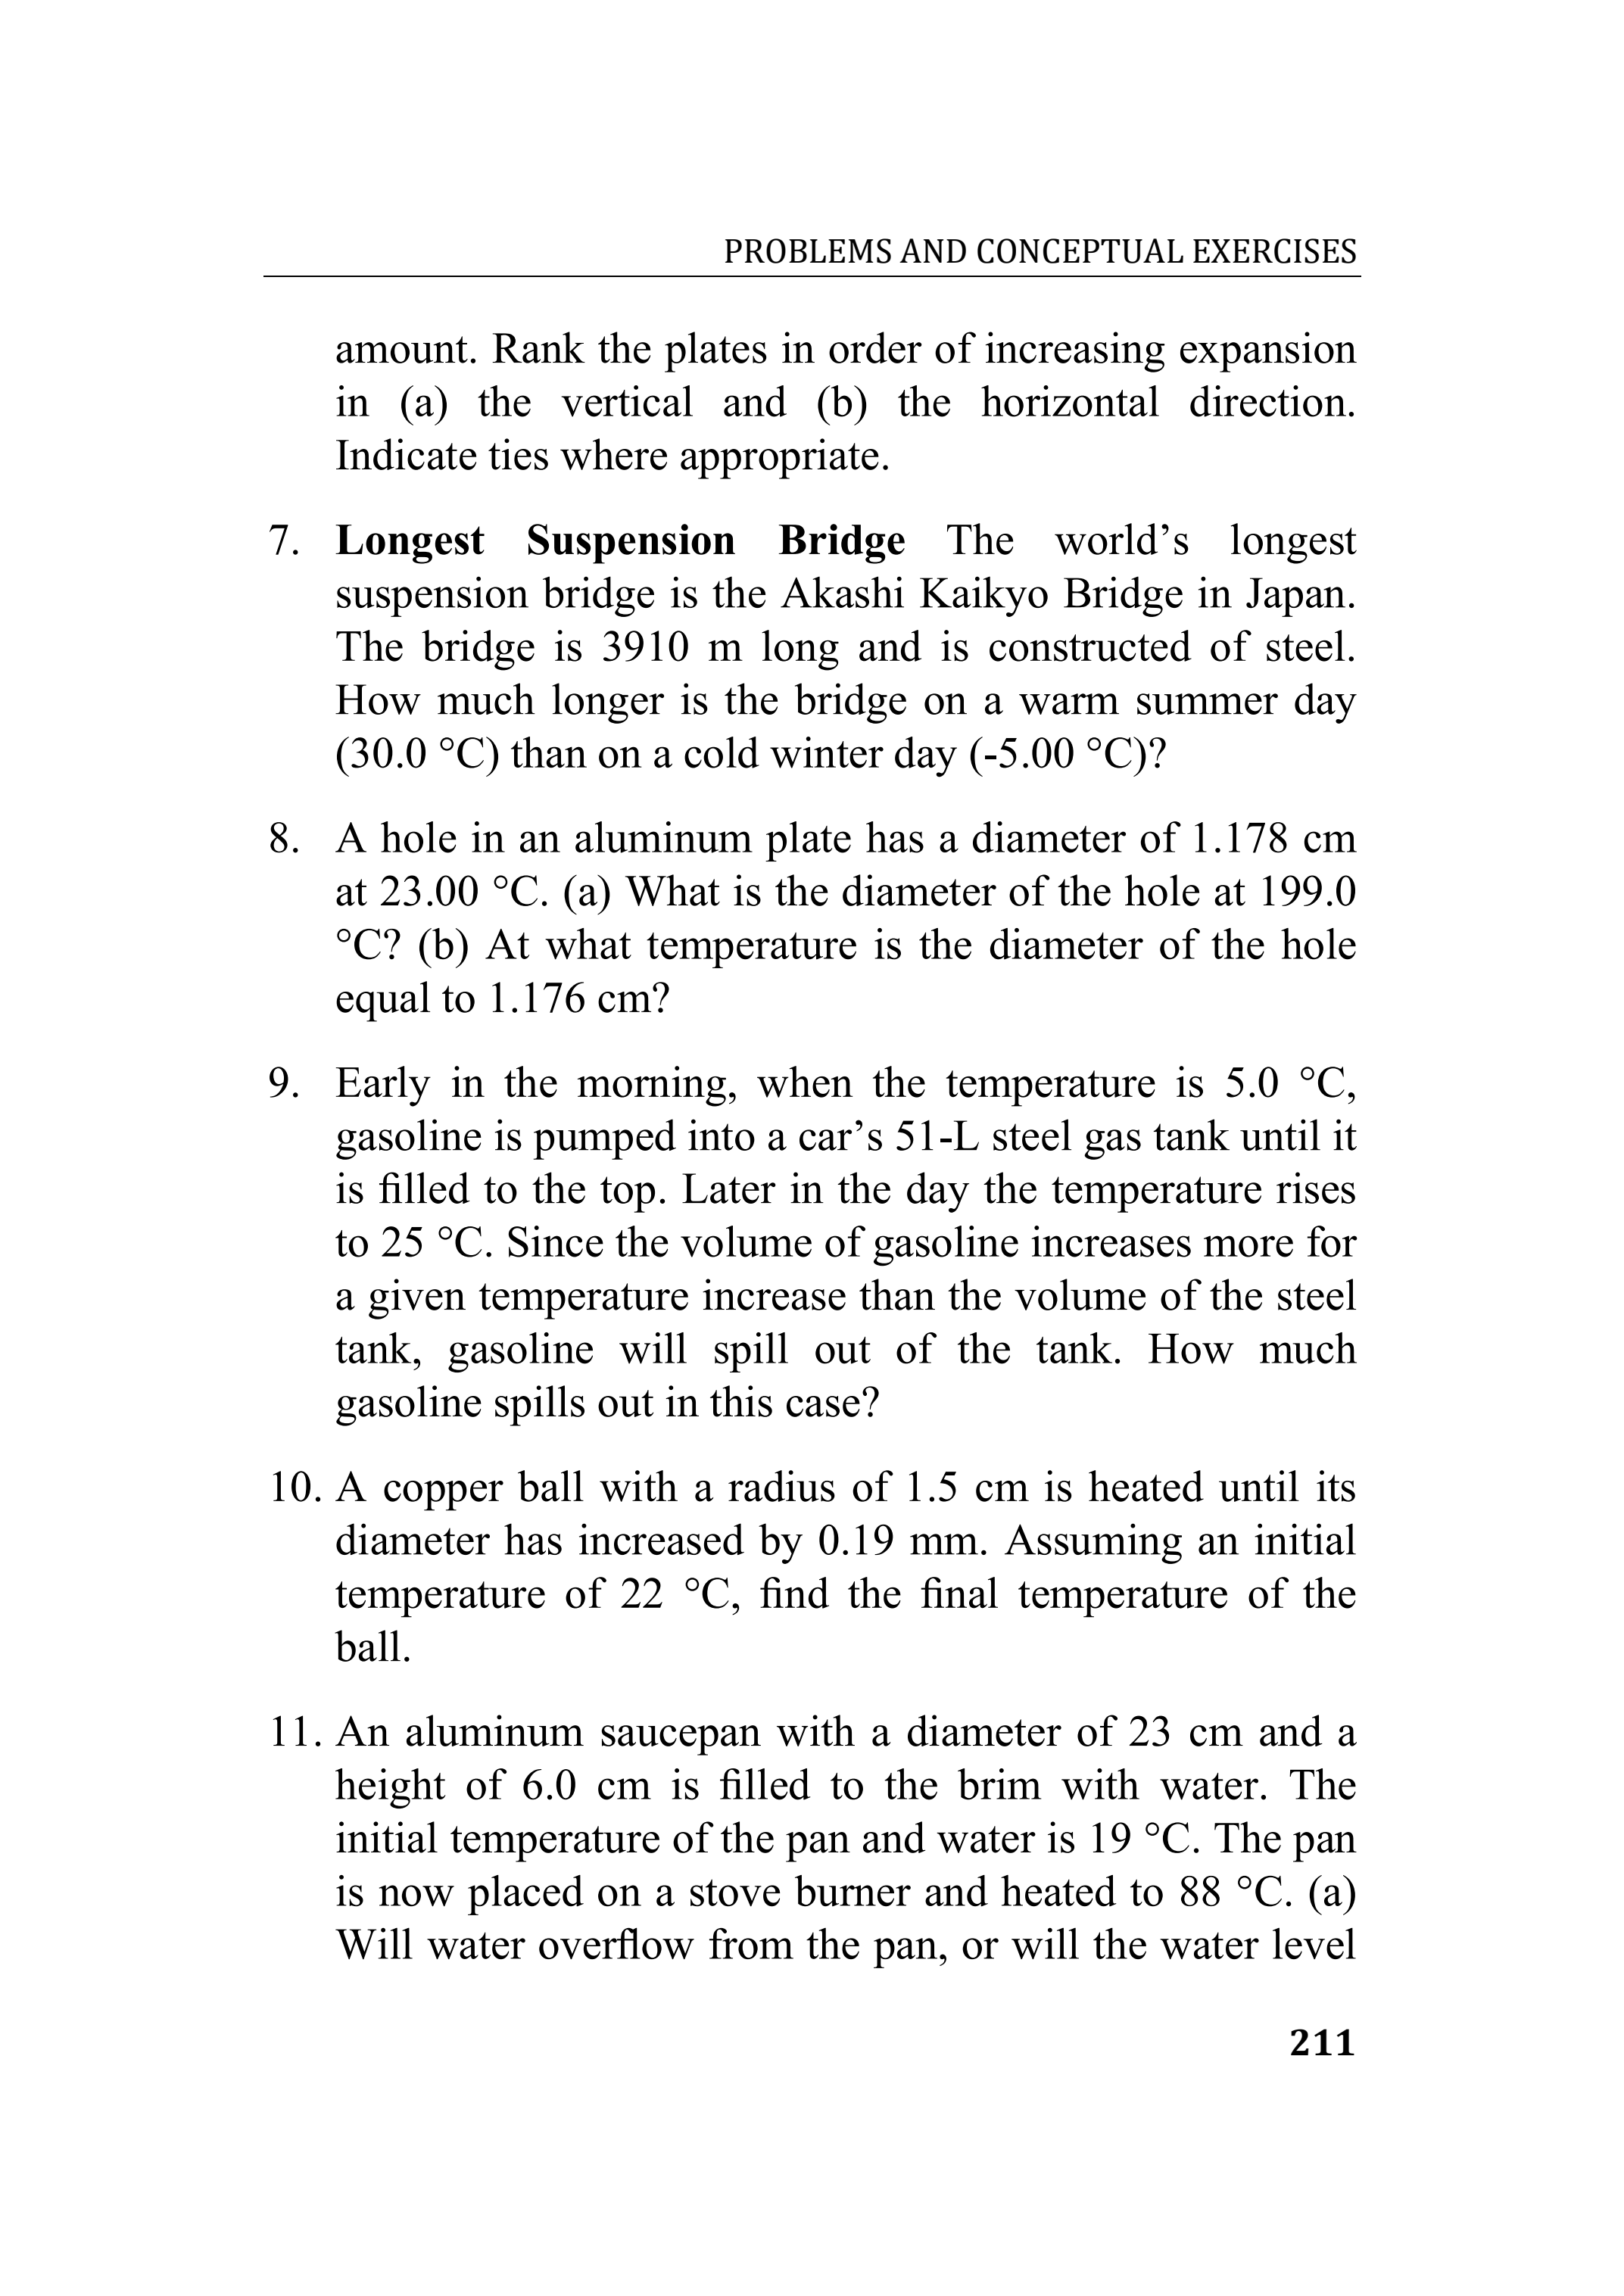 PROBLEMS AND CONCEPTUAL EXERCISES
amount. Rank the plates in order of increasing expansion
in (a) the vertical and (b) the horizontal direction.
Indicate ties where appropriate.
7. Longest Suspension Bridge The world’s longest
suspension bridge is the Akashi Kaikyo Bridge in Japan.
The bridge is 3910 m long and is constructed of steel.
How much longer is the bridge on a warm summer day
(30.0 °C) than on a cold winter day (-5.00 °C)?
8. A hole in an aluminum plate has a diameter of 1.178 cm
at 23.00 °C. (a) What is the diameter of the hole at 199.0
°C? (b) At what temperature is the diameter of the hole
equal to 1.176 cm?
9. Early in the morning, when the temperature is 5.0 °C,
gasoline is pumped into a car’s 51-L steel gas tank until it
is filled to the top. Later in the day the temperature rises
to 25 °C. Since the volume of gasoline increases more for
a given temperature increase than the volume of the steel
tank, gasoline will spill out of the tank. How much
gasoline spills out in this case?
10. A copper ball with a radius of 1.5 cm is heated until its
diameter has increased by 0.19 mm. Assuming an initial
temperature of 22 °C, find the final temperature of the
ball.
11. An aluminum saucepan with a diameter of 23 cm and a
height of 6.0 cm is filled to the brim with water. The
initial temperature of the pan and water is 19 °C. The pan
is now placed on a stove burner and heated to 88 °C. (a)
Will water overflow from the pan, or will the water level
211